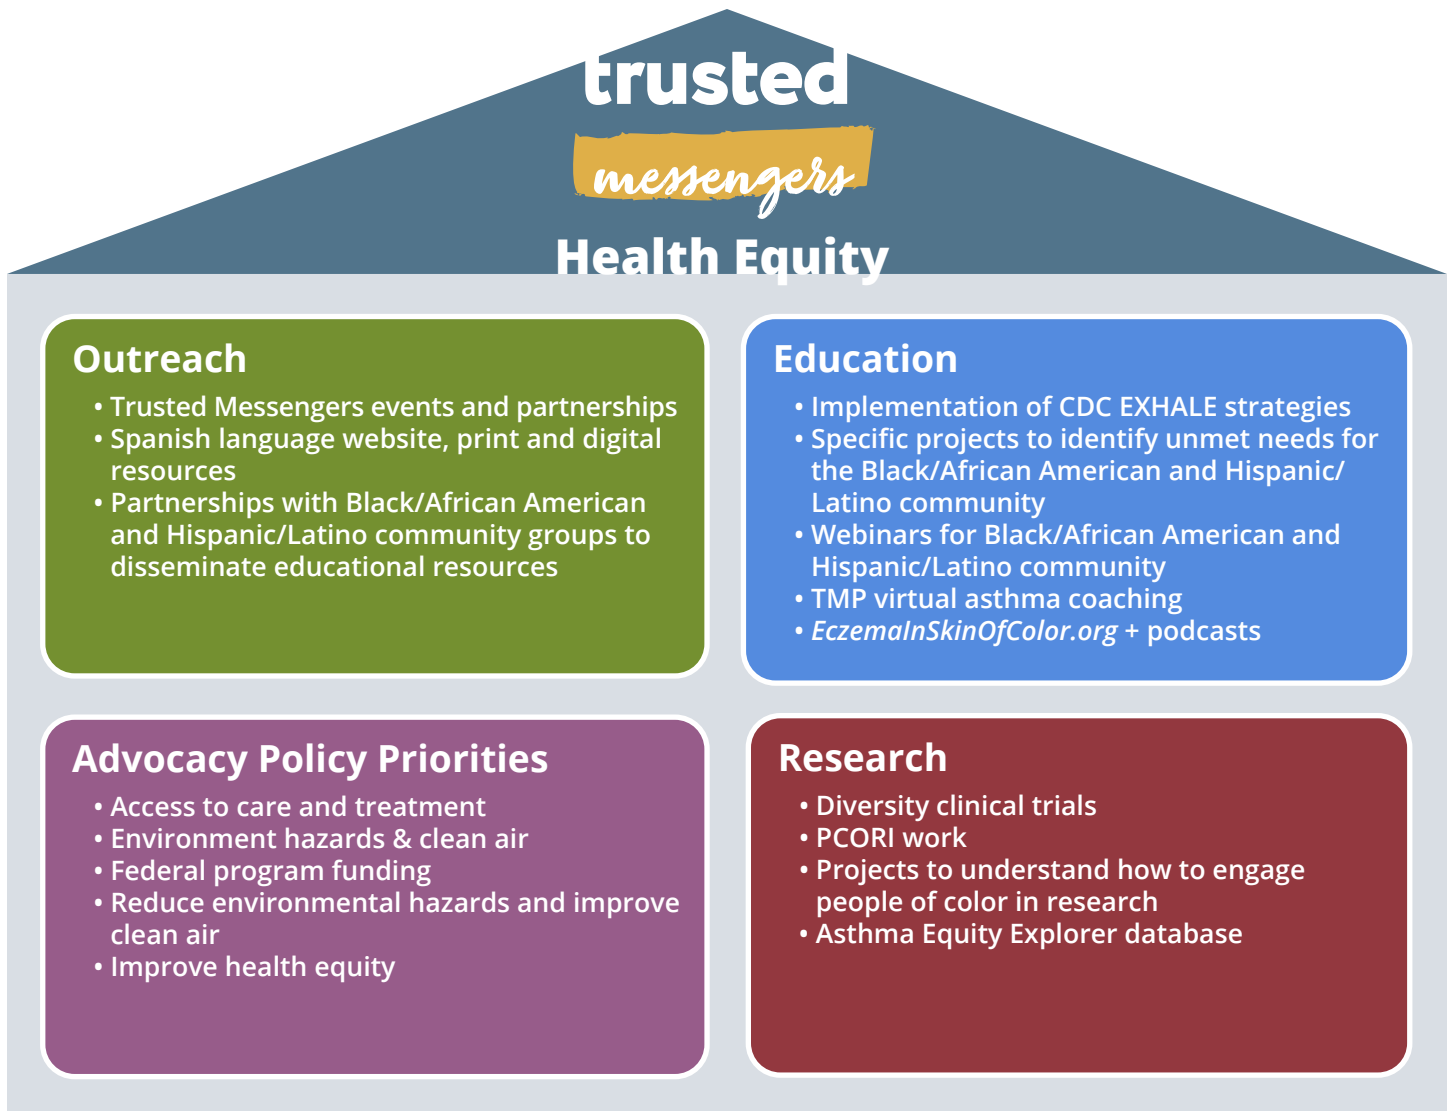 trusted
messengers
Health Equity
Outreach
• Trusted Messengers events and partnerships
• Spanish language website, print and digital
resources
• Partnerships with Black/African American
and Hispanic/Latino community groups to
disseminate educational resources
Education
• Implementation of CDC EXHALE strategies
• Specific projects to identify unmet needs for
the Black/African American and Hispanic/
Latino community
• Webinars for Black/African American and
Hispanic/Latino community
• TMP virtual asthma coaching
• EczemaInSkinOfColor.org + podcasts
Advocacy Policy Priorities
• Access to care and treatment
• Environment hazards & clean air
• Federal program funding
• Reduce environmental hazards and improve
clean air
• Improve health equity
Research
• Diversity clinical trials
• PCORI work
• Projects to understand how to engage
people of color in research
• Asthma Equity Explorer database